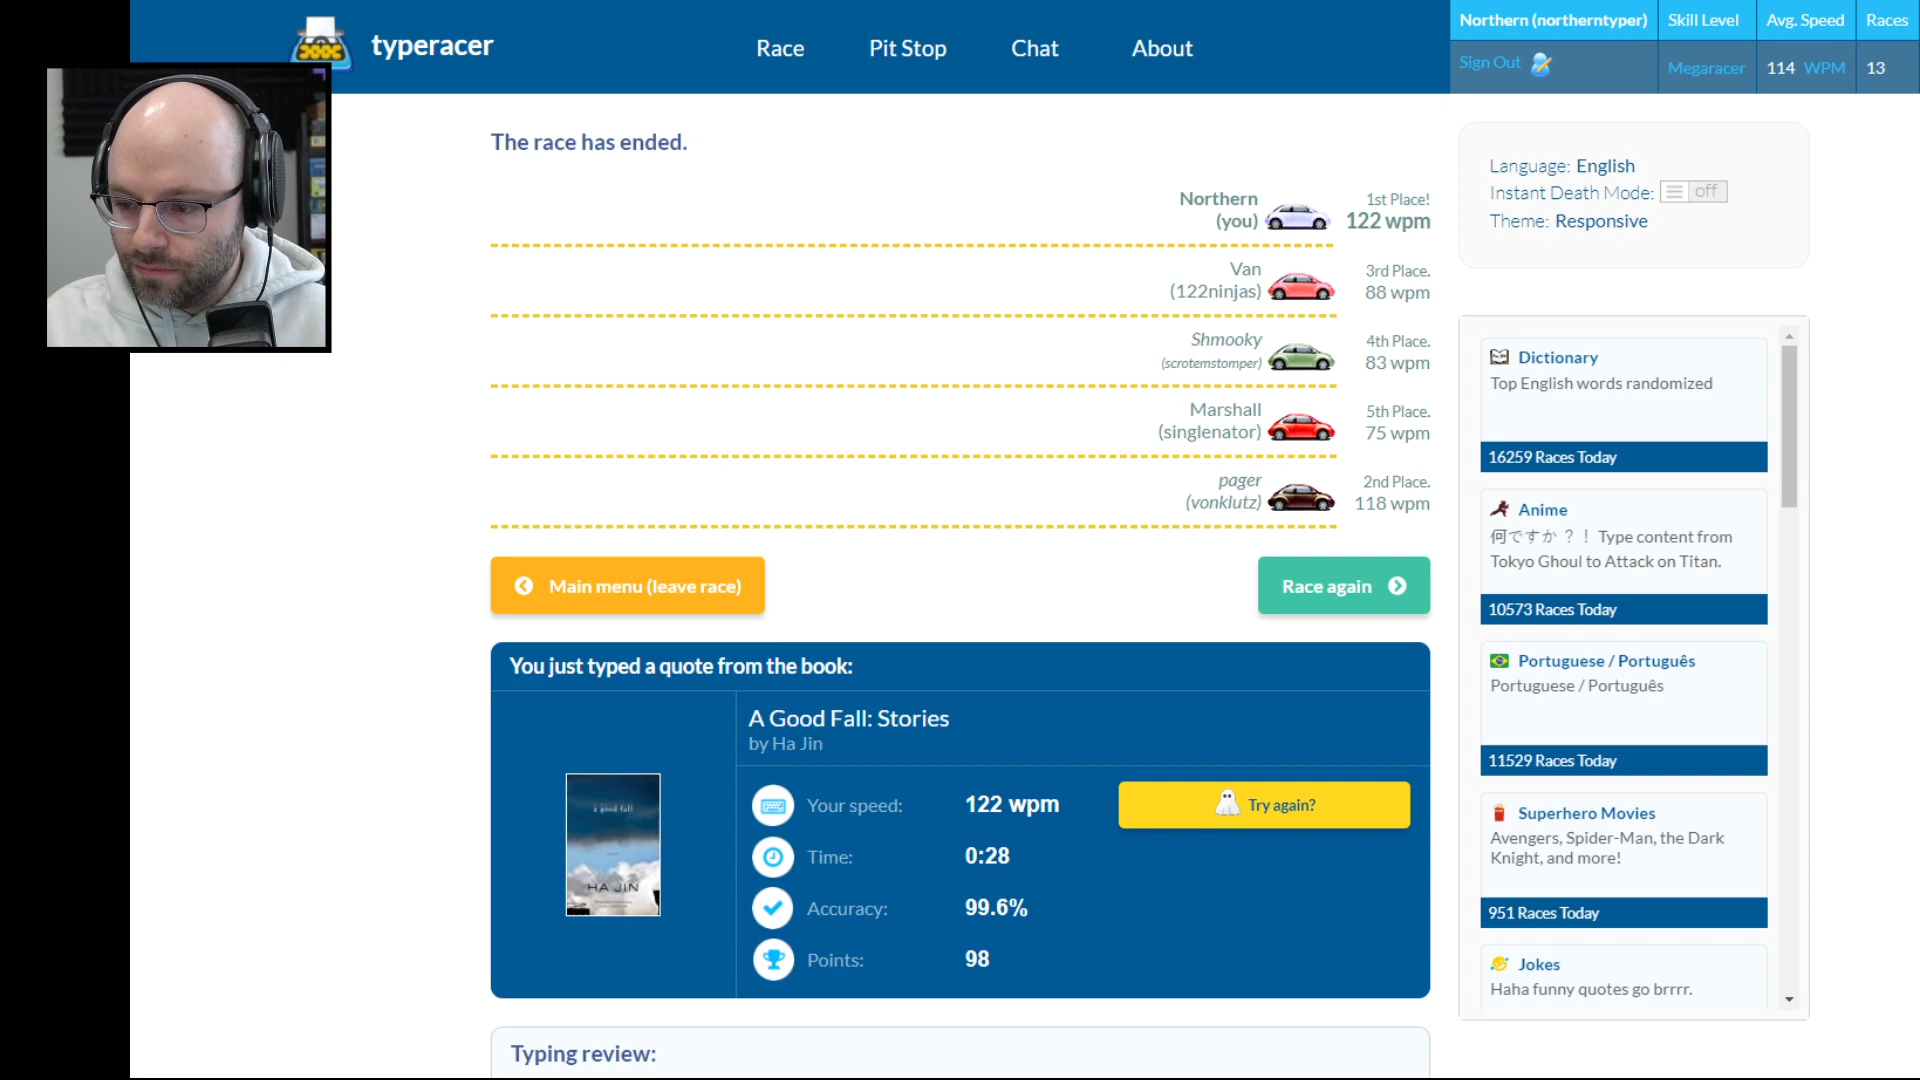 typeracer
Race
Pit Stop
Chat
About
Northern (northerntyper)
Skill Level
Avg. Speed
Races
Sign Out
Megaracer
114 WPM
13
The race has ended.
Northern
(you)
1st Place!
122 wpm
Van
(122ninjas)
3rd Place.
88 wpm
Shmooky
(scrotemstomper)
4th Place.
83 wpm
Marshall
(singlenator)
5th Place.
75 wpm
pager
(vonklutz)
2nd Place.
118 wpm
Main menu (leave race)
Race again
You just typed a quote from the book:
A Good Fall: Stories
by Ha Jin
a good fall
HA JIN
Your speed:
122 wpm
Try again?
Time:
0:28
Accuracy:
99.6%
Points:
98
Typing review:
Language: English
Instant Death Mode: off
Theme: Responsive
Dictionary
Top English words randomized
16259 Races Today
Anime
何ですか？！ Type content from
Tokyo Ghoul to Attack on Titan.
10573 Races Today
Portuguese / Português
Portuguese / Português
11529 Races Today
Superhero Movies
Avengers, Spider-Man, the Dark
Knight, and more!
951 Races Today
Jokes
Haha funny quotes go brrrr.